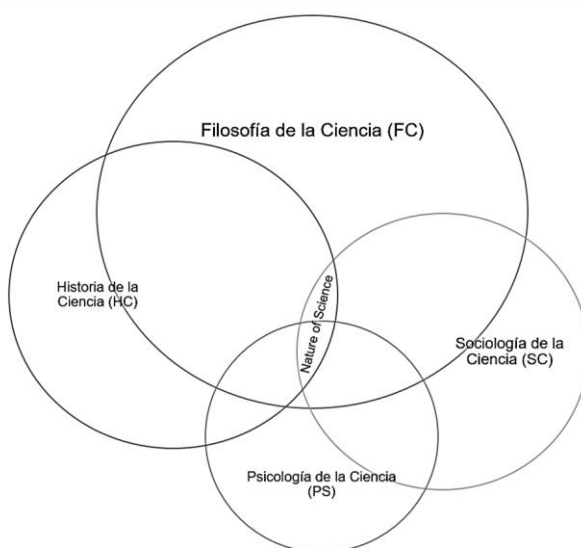 Filosofía de la Ciencia (FC)
Historia de la
Ciencia (HC)
Nature of Science
Sociología de la
Ciencia (SC)
Psicología de la Ciencia
(PS)